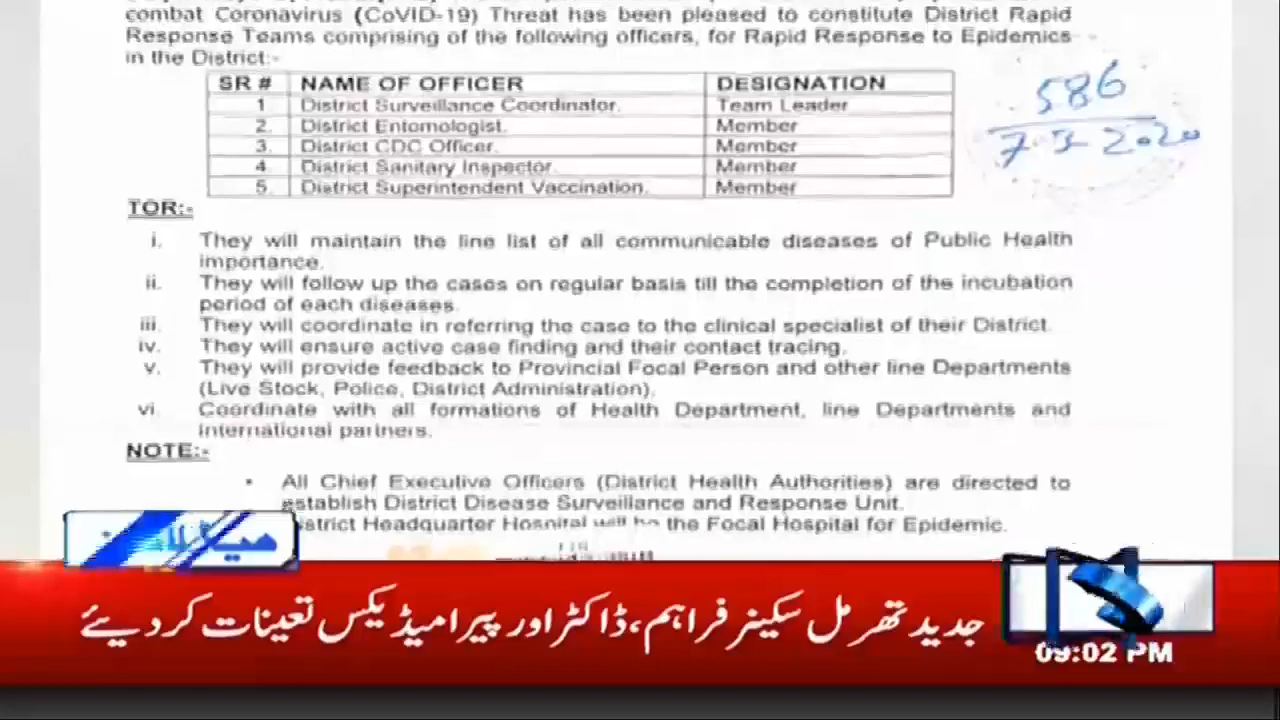 combat Coronavirus (CoVID-19) Threat has been pleased to constitute District Rapid
Response Teams comprising of the following officers, for Rapid Response to Epidemics
in the District:-
SR # NAME OF OFFICER DESIGNATION
1 District Surveillance Coordinator. Team Leader
2. District Entomologist. Member
3. District CDC Officer. Member
4 District Sanitary Inspector. Member
5. District Superintendent Vaccination. Member
586
7-3-2020
TOR:-
i. They will maintain the line list of all communicable diseases of Public Health
importance.
ii. They will follow up the cases on regular basis till the completion of the incubation
period of each diseases.
iii. They will coordinate in referring the case to the clinical specialist of their District.
iv. They will ensure active case finding and their contact tracing.
v. They will provide feedback to Provincial Focal Person and other line Departments
(Live Stock, Police, District Administration).
vi. Coordinate with all formations of Health Department, line Departments and
International partners.
NOTE:-
• All Chief Executive Officers (District Health Authorities) are directed to
establish District Disease Surveillance and Response Unit.
istrict Headquarter Hospital will be the Focal Hospital for Epidemic.
جدید تھرمل سکینر فراہم، ڈاکٹر اور پیرامیڈیکس تعینات کر دیئے
09:02 PM